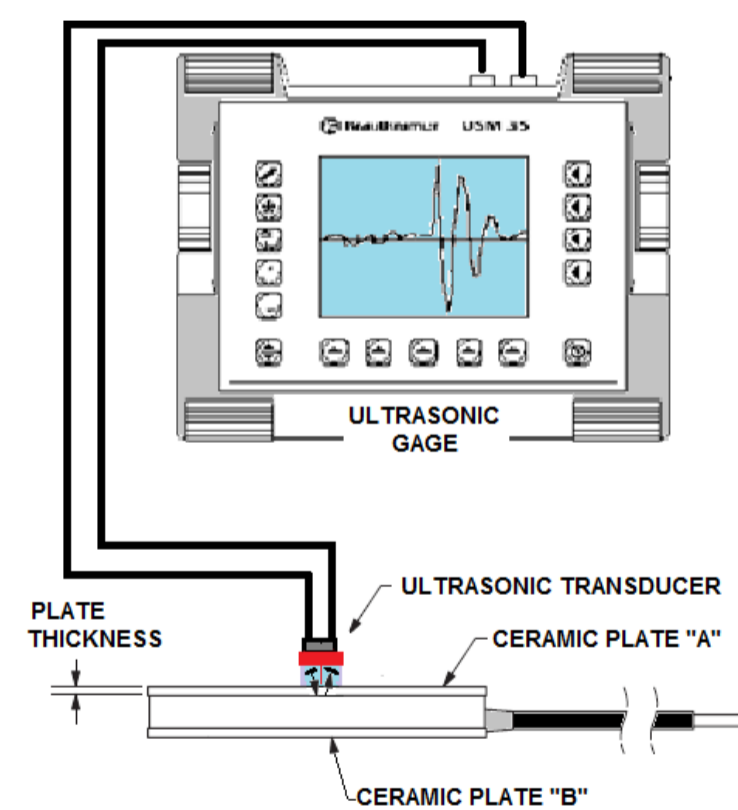 USM 35
ULTRASONIC
GAGE
ULTRASONIC TRANSDUCER
PLATE
THICKNESS
CERAMIC PLATE "A"
CERAMIC PLATE "B"